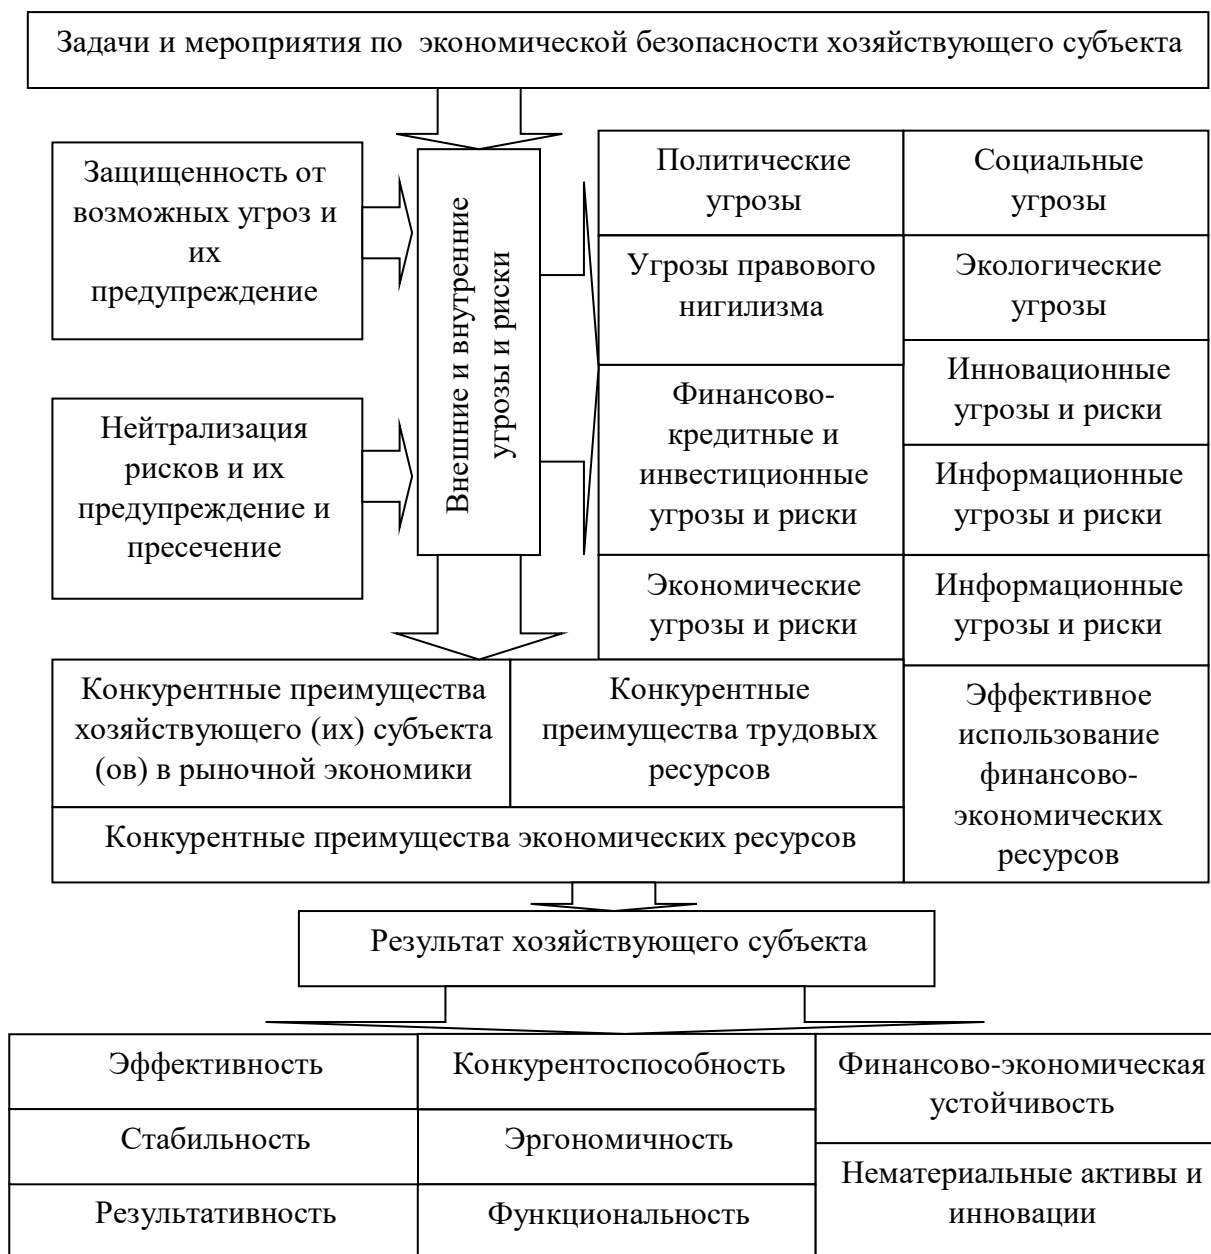 Задачи и мероприятия по  экономической безопасности хозяйствующего субъекта
Защищенность от
возможных угроз и
их
предупреждение
Нейтрализация
рисков и их
предупреждение и
пресечение
Внешние и внутренние
угрозы и риски
Политические
угрозы
Социальные
угрозы
Угрозы правового
нигилизма
Экологические
угрозы
Финансово-
кредитные и
инвестиционные
угрозы и риски
Инновационные
угрозы и риски
Информационные
угрозы и риски
Экономические
угрозы и риски
Информационные
угрозы и риски
Конкурентные преимущества
хозяйствующего (их) субъекта
(ов) в рыночной экономики
Конкурентные
преимущества трудовых
ресурсов
Эффективное
использование
финансово-
экономических
ресурсов
Конкурентные преимущества экономических ресурсов
Результат хозяйствующего субъекта
Эффективность
Конкурентоспособность
Финансово-экономическая
устойчивость
Стабильность
Эргономичность
Нематериальные активы и
инновации
Результативность
Функциональность